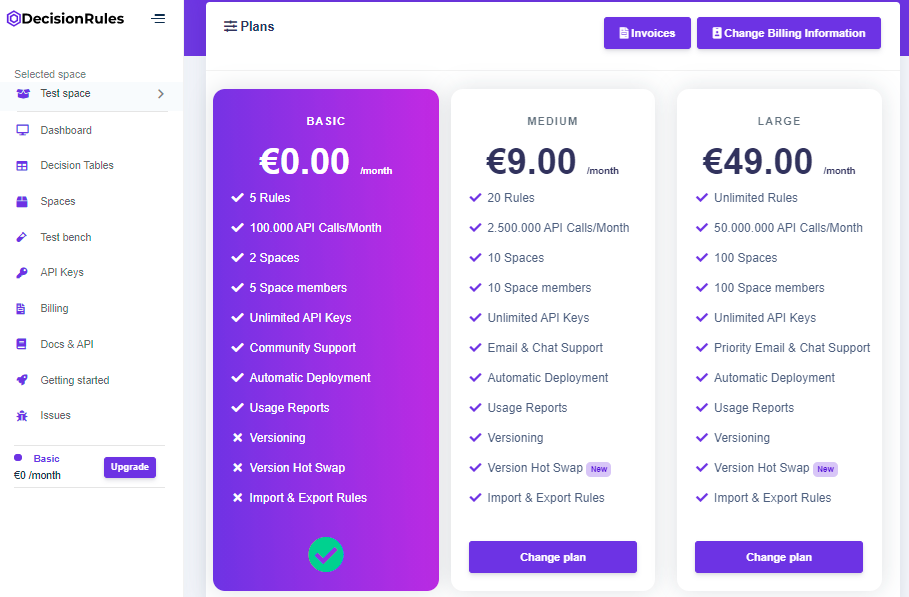 DecisionRules
Selected space
Test space
Dashboard
Decision Tables
Spaces
Test bench
API Keys
Billing
Docs & API
Getting started
Issues
Basic
€0 /month
Upgrade
Plans
Invoices
Change Billing Information
BASIC
€0.00 /month
5 Rules
100.000 API Calls/Month
2 Spaces
5 Space members
Unlimited API Keys
Community Support
Automatic Deployment
Usage Reports
Versioning
Version Hot Swap
Import & Export Rules
MEDIUM
€9.00 /month
20 Rules
2.500.000 API Calls/Month
10 Spaces
10 Space members
Unlimited API Keys
Email & Chat Support
Automatic Deployment
Usage Reports
Versioning
Version Hot Swap New
Import & Export Rules
Change plan
LARGE
€49.00 /month
Unlimited Rules
50.000.000 API Calls/Month
100 Spaces
100 Space members
Unlimited API Keys
Priority Email & Chat Support
Automatic Deployment
Usage Reports
Versioning
Version Hot Swap New
Import & Export Rules
Change plan